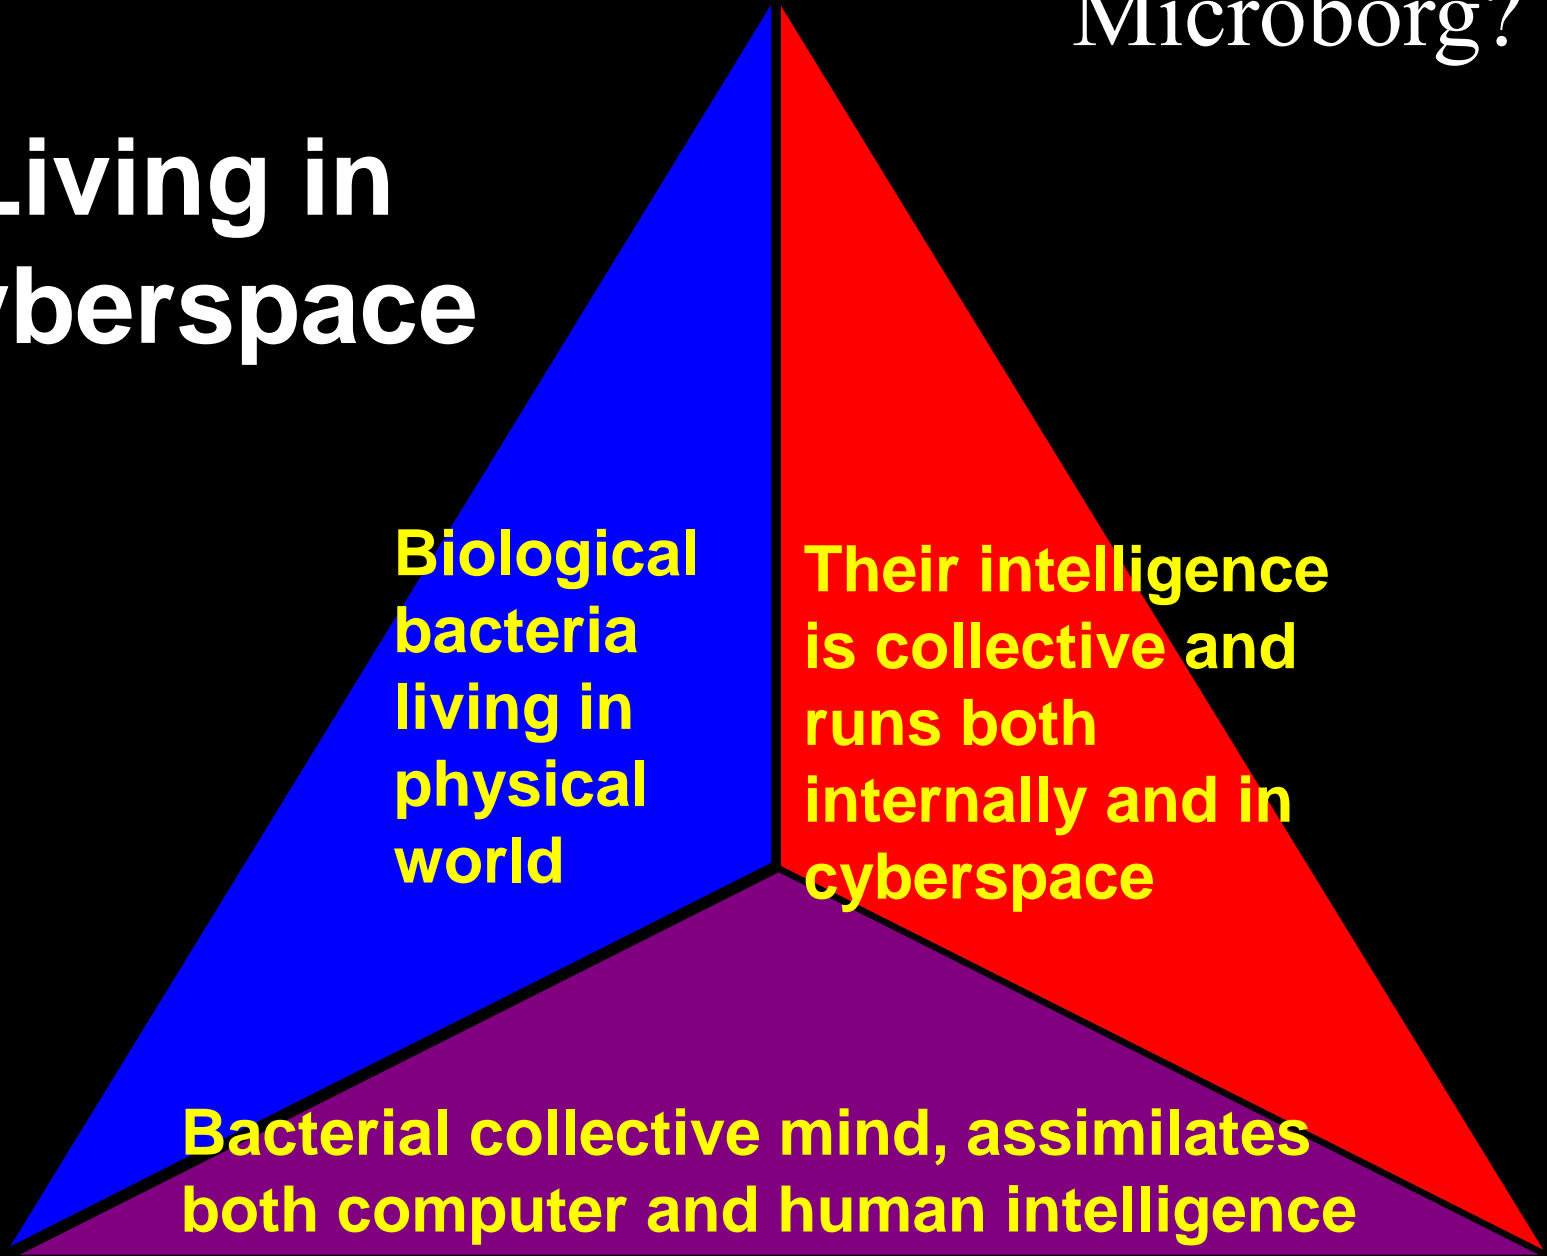 Microborg?
Living in
yberspace
Biological
bacteria
living in
physical
world
Their intelligence
is collective and
runs both
internally and in
cyberspace
Bacterial collective mind, assimilates
both computer and human intelligence